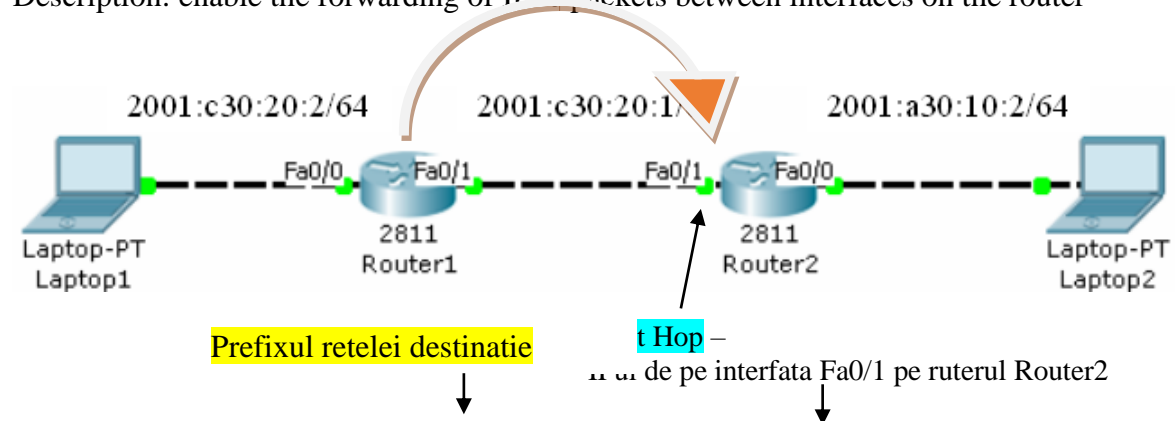 Description: enable the forwarding of packets between interfaces on the router
2001:c30:20:2/64 2001:c30:20:1/ 2001:a30:10:2/64
Fa0/0 Fa0/1 Fa0/1 Fa0/0
Laptop-PT 2811 2811 Laptop-PT
Laptop1 Router1 Router2 Laptop2
Prefixul retelei destinatie t Hop –
de pe interfata Fa0/1 pe ruterul Router2